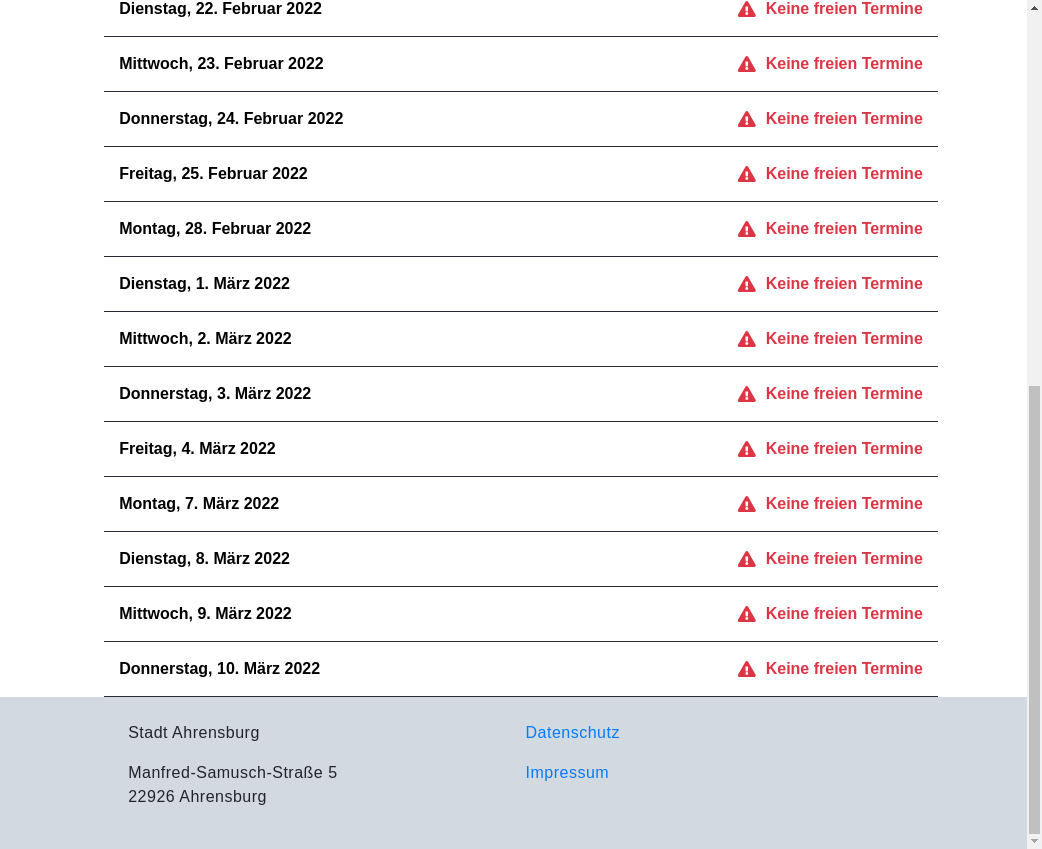 Dienstag, 22. Februar 2022 Keine freien Termine
Mittwoch, 23. Februar 2022 Keine freien Termine
Donnerstag, 24. Februar 2022 Keine freien Termine
Freitag, 25. Februar 2022 Keine freien Termine
Montag, 28. Februar 2022 Keine freien Termine
Dienstag, 1. März 2022 Keine freien Termine
Mittwoch, 2. März 2022 Keine freien Termine
Donnerstag, 3. März 2022 Keine freien Termine
Freitag, 4. März 2022 Keine freien Termine
Montag, 7. März 2022 Keine freien Termine
Dienstag, 8. März 2022 Keine freien Termine
Mittwoch, 9. März 2022 Keine freien Termine
Donnerstag, 10. März 2022 Keine freien Termine
Stadt Ahrensburg
Manfred-Samusch-Straße 5
22926 Ahrensburg
Datenschutz
Impressum